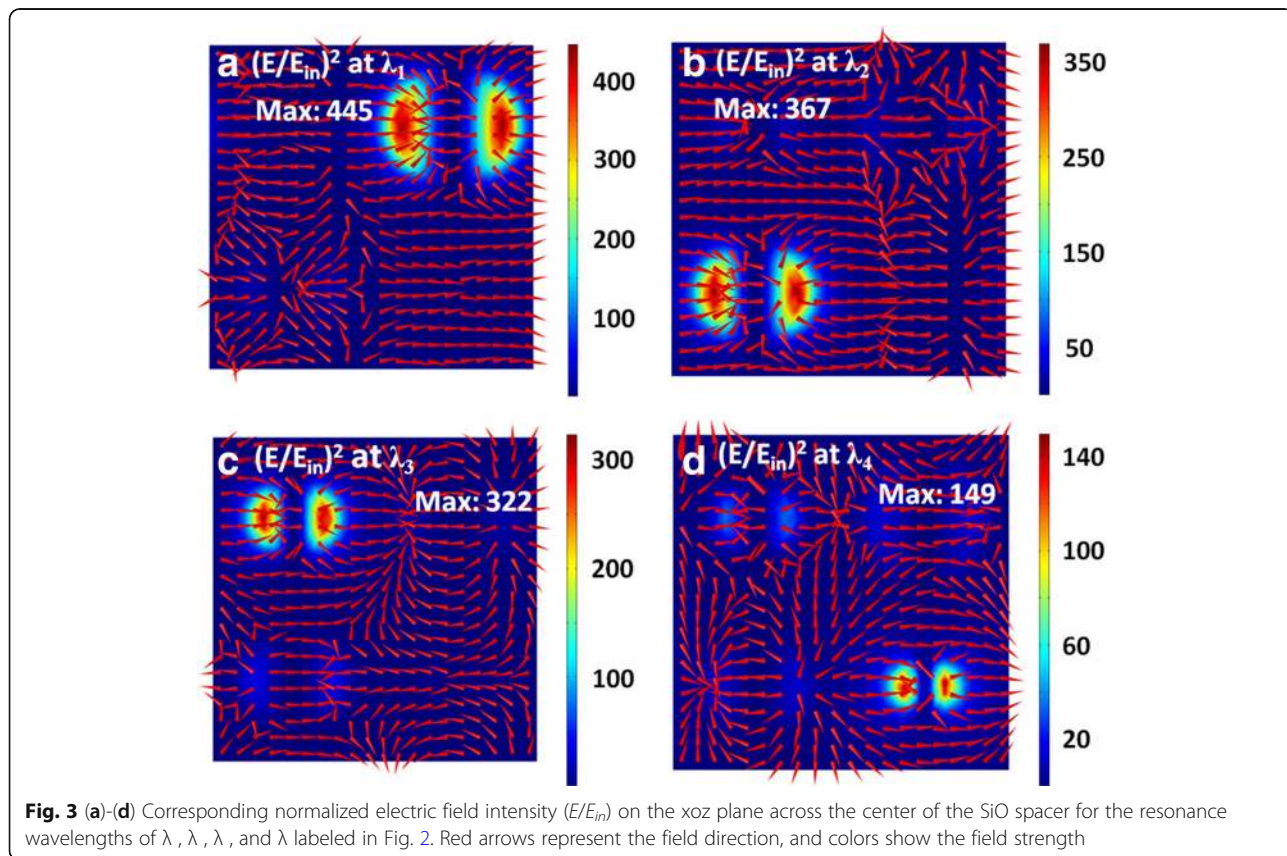 a (E/E_in)² at λ₁
Max: 445
400
300
200
100
b (E/E_in)² at λ₂
Max: 367
350
250
150
50
c (E/E_in)² at λ₃
Max: 322
300
200
100
d (E/E_in)² at λ₄
Max: 149
140
100
60
20
Fig. 3 (a)-(d) Corresponding normalized electric field intensity (E/E_in) on the xoz plane across the center of the SiO spacer for the resonance
wavelengths of λ , λ , λ , and λ labeled in Fig. 2. Red arrows represent the field direction, and colors show the field strength